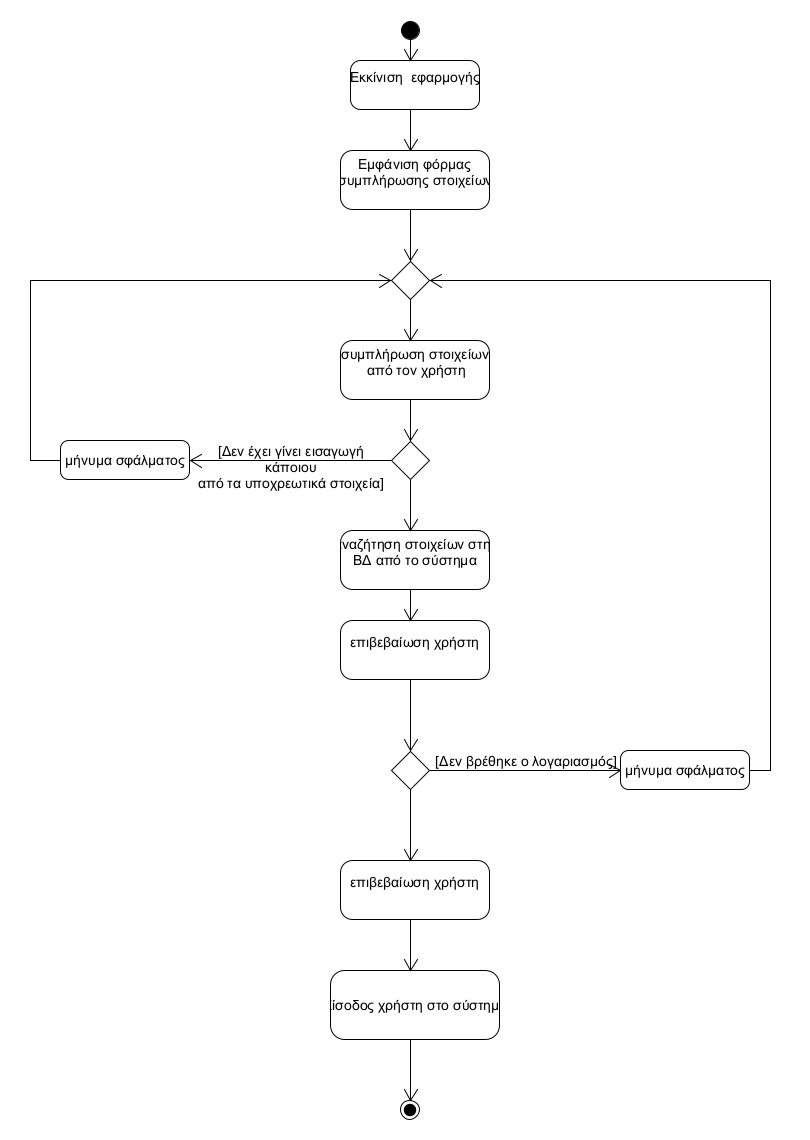 Εκκίνιση εφαρμογής
Εμφάνιση φόρμας
συμπλήρωσης στοιχείων
συμπλήρωση στοιχείων
από τον χρήστη
[Δεν έχει γίνει εισαγωγή
κάποιου
από τα υποχρεωτικά στοιχεία]
μήνυμα σφάλματος
ναζήτηση στοιχείων στη
ΒΔ από το σύστημα
επιβεβαίωση χρήστη
[Δεν βρέθηκε ο λογαριασμός]
μήνυμα σφάλματος
επιβεβαίωση χρήστη
ίσοδος χρήστη στο σύστημ